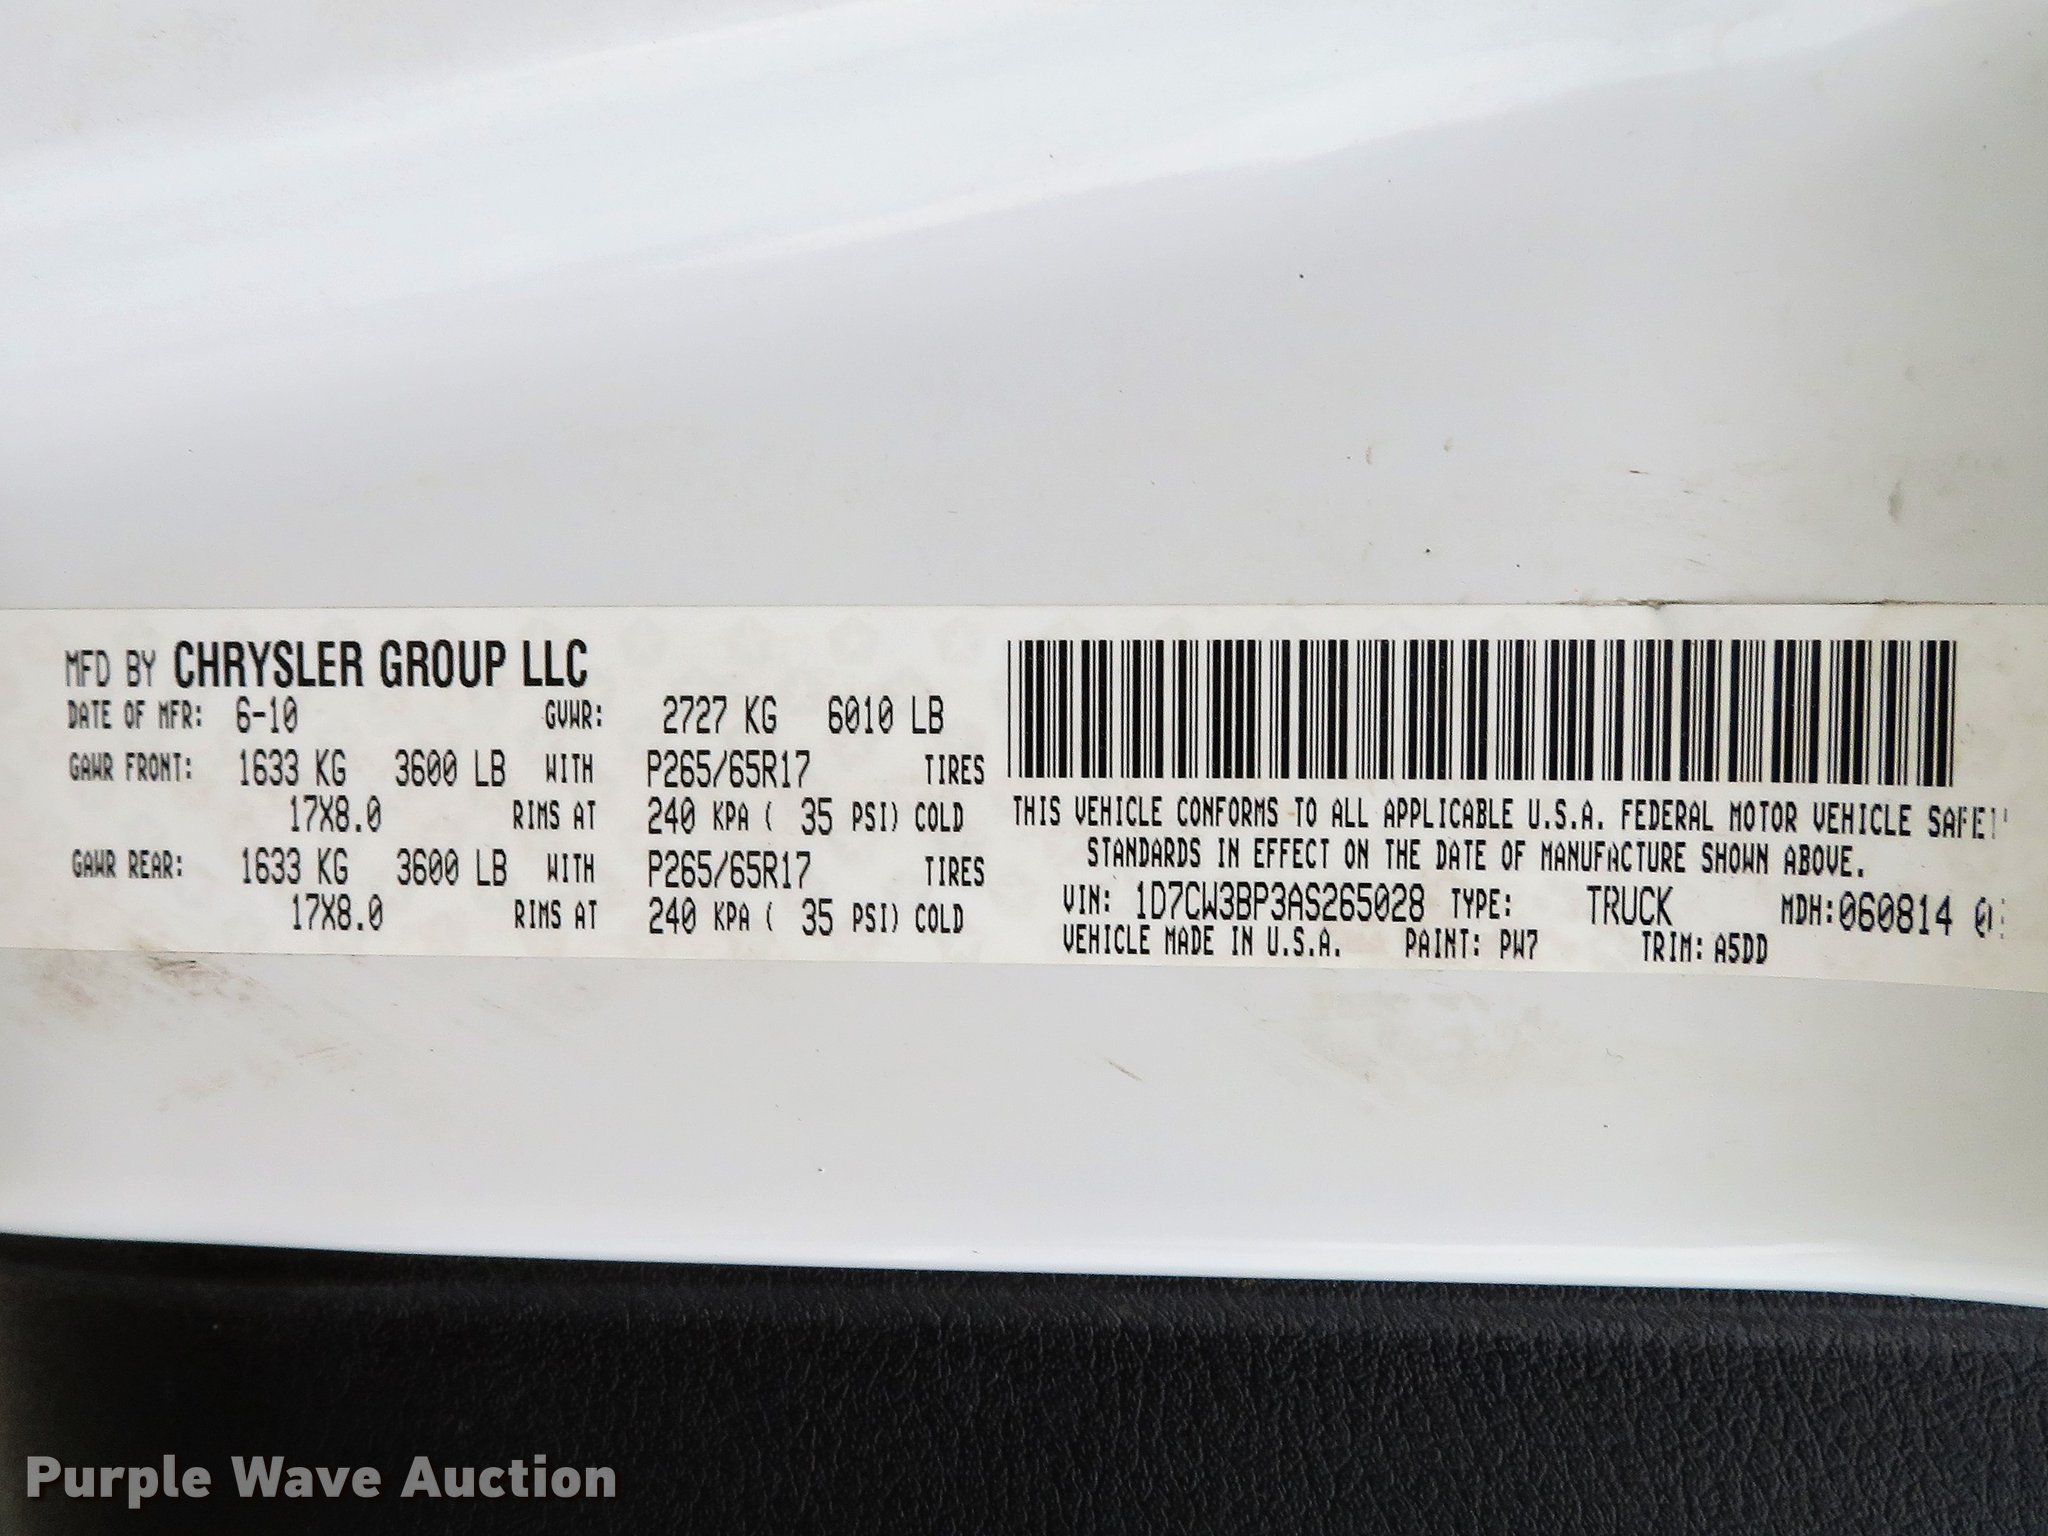 MFD BY CHRYSLER GROUP LLC
DATE OF MFR: 6-10 GVWR: 2727 KG 6010 LB
GAWR FRONT: 1633 KG 3600 LB WITH P265/65R17 TIRES
17X8.0 RIMS AT 240 KPA ( 35 PSI) COLD
GAWR REAR: 1633 KG 3600 LB WITH P265/65R17 TIRES
17X8.0 RIMS AT 240 KPA ( 35 PSI) COLD
THIS VEHICLE CONFORMS TO ALL APPLICABLE U.S.A. FEDERAL MOTOR VEHICLE
STANDARDS IN EFFECT ON THE DATE OF MANUFACTURE SHOWN ABOVE.
VIN: 1D7CW3BP3AS265028 TYPE: TRUCK MDH:060814
VEHICLE MADE IN U.S.A. PAINT: PW7 TRIM: A5DD
Purple Wave Auction